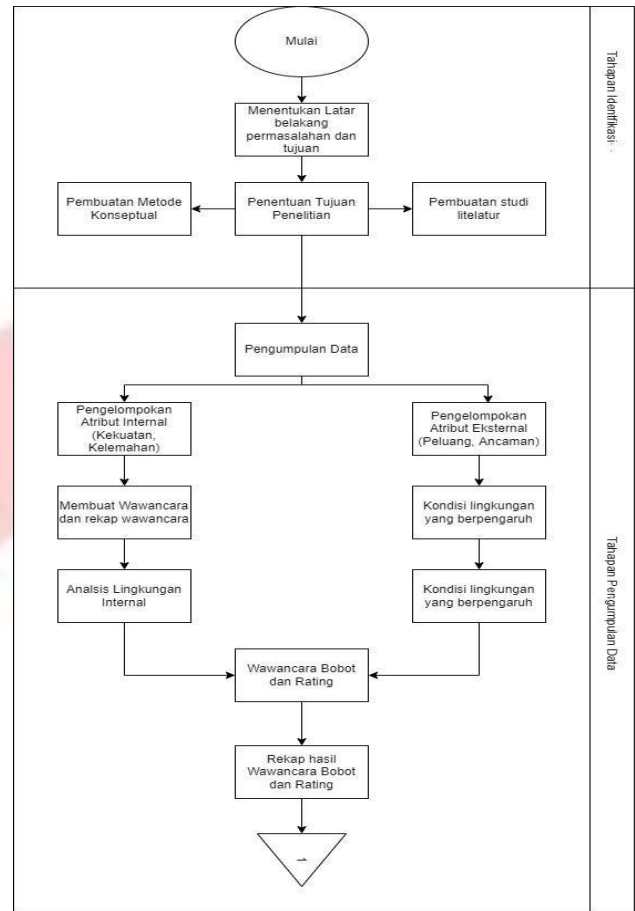 Mulai
Menentukan Latar
belakang
permasalahan dan
tujuan
Pembuatan Metode
Konseptual
Penentuan Tujuan
Penelitian
Pembuatan studi
litelatur
Tahapan Identfikasi
Pengumpulan Data
Pengelompokan
Atribut Internal
(Kekuatan,
Kelemahan)
Pengelompokan
Atribut Eksternal
(Peluang, Ancaman)
Membuat Wawancara
dan rekap wawancara
Kondisi lingkungan
yang berpengaruh
Analsis Lingkungan
Internal
Kondisi lingkungan
yang berpengaruh
Wawancara Bobot
dan Rating
Rekap hasil
Wawancara Bobot
dan Rating
1
Tahapan Pengumpulan Data